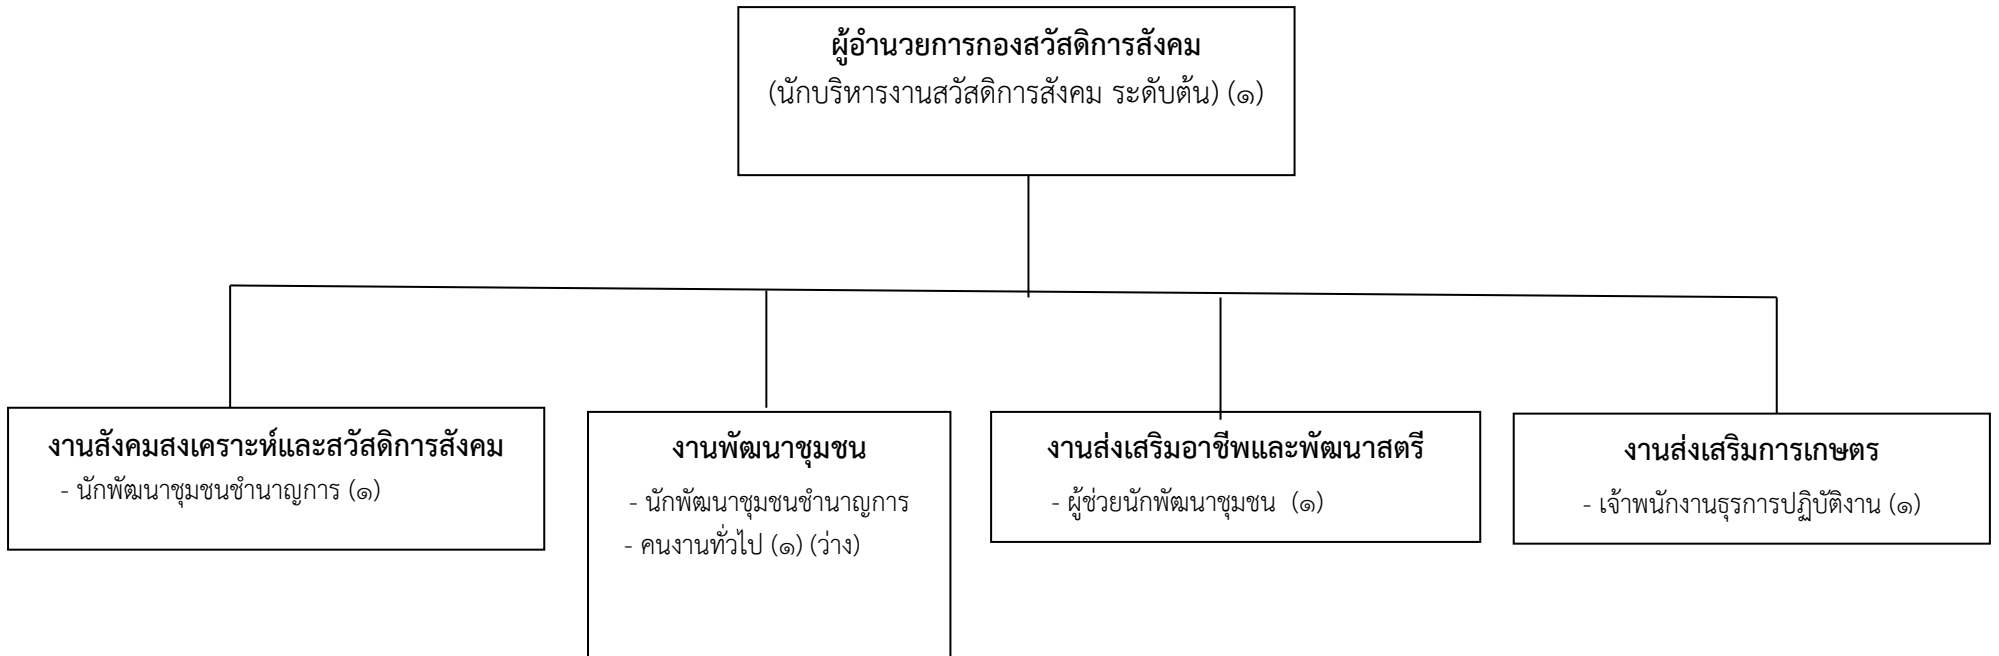 ผู้อำนวยการกองสวัสดิการสังคม
(นักบริหารงานสวัสดิการสังคม ระดับต้น) (๑)
งานสังคมสงเคราะห์และสวัสดิการสังคม
- นักพัฒนาชุมชนชำนาญการ (๑)
งานพัฒนาชุมชน
- นักพัฒนาชุมชนชำนาญการ
- คนงานทั่วไป (๑) (ว่าง)
งานส่งเสริมอาชีพและพัฒนาสตรี
- ผู้ช่วยนักพัฒนาชุมชน (๑)
งานส่งเสริมการเกษตร
- เจ้าพนักงานธุรการปฏิบัติงาน (๑)